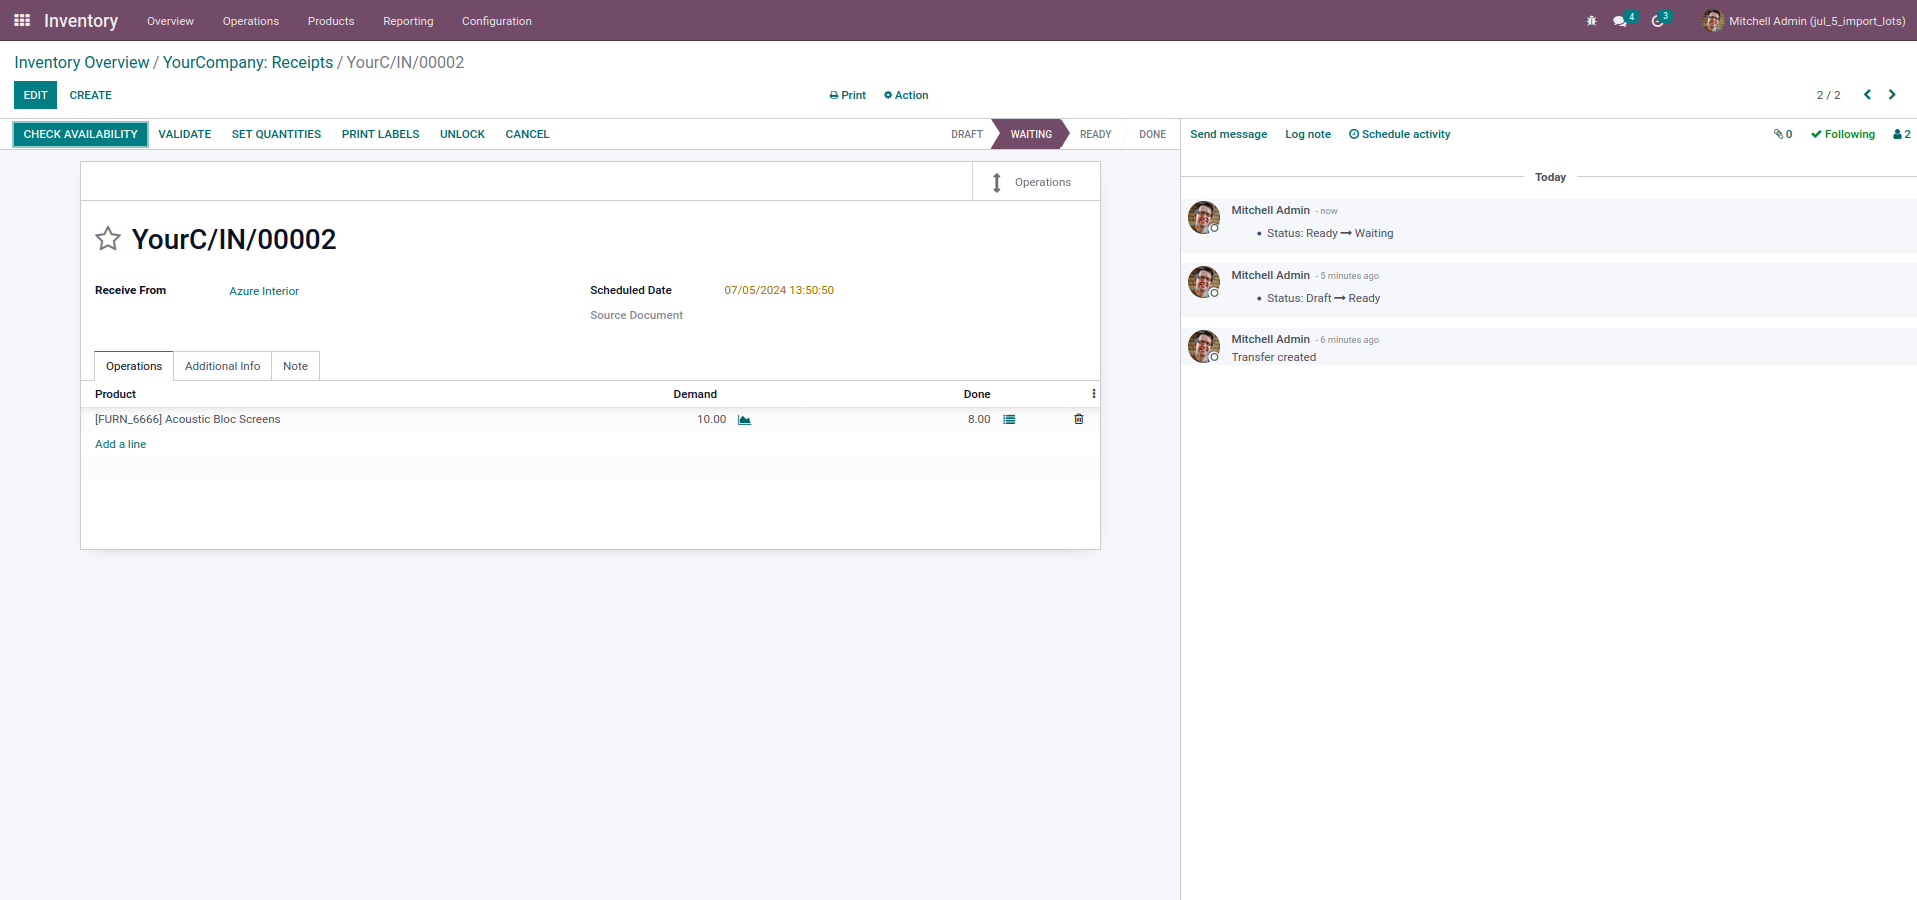 Inventory Overview Operations Products Reporting Configuration 4 3 Mitchell Admin (jul_5_import_lots)
Inventory Overview / YourCompany: Receipts / YourC/IN/00002
EDIT CREATE Print Action 2 / 2
CHECK AVAILABILITY VALIDATE SET QUANTITIES PRINT LABELS UNLOCK CANCEL DRAFT WAITING READY DONE
Send message Log note Schedule activity 0 Following 2
Operations
YourC/IN/00002
Receive From Azure Interior Scheduled Date 07/05/2024 13:50:50
Source Document
Operations Additional Info Note
Product Demand Done
[FURN_6666] Acoustic Bloc Screens 10.00 8.00
Add a line
Today
Mitchell Admin - now
• Status: Ready → Waiting
Mitchell Admin - 5 minutes ago
• Status: Draft → Ready
Mitchell Admin - 6 minutes ago
Transfer created